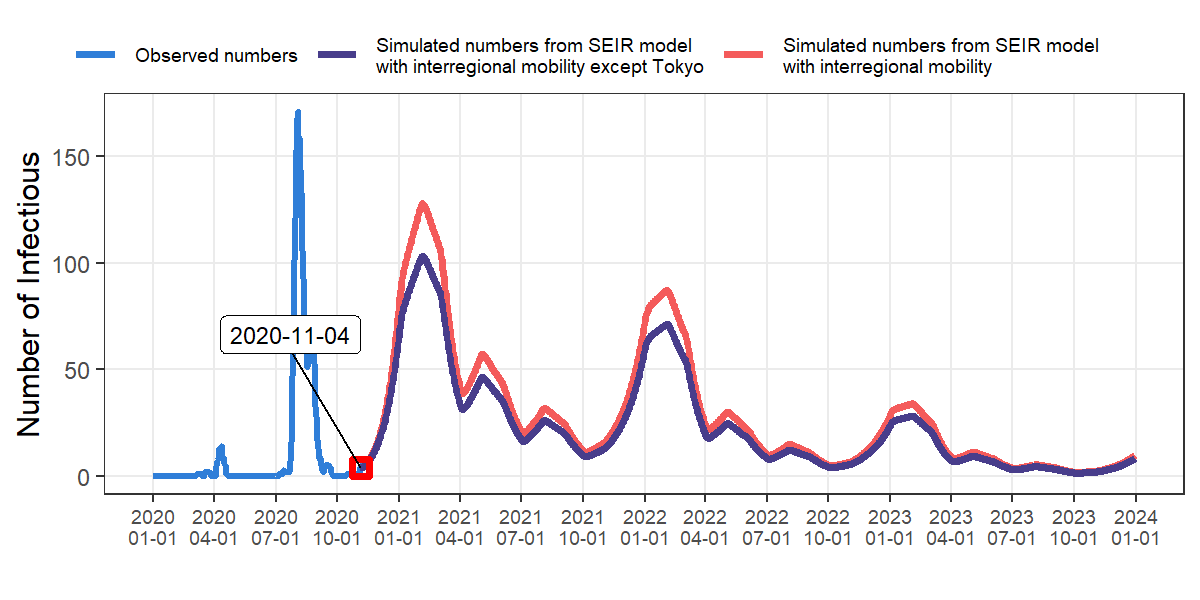 Observed numbers
Simulated numbers from SEIR model
with interregional mobility except Tokyo
Simulated numbers from SEIR model
with interregional mobility
Number of Infectious
150
100
50
0
2020-11-04
2020 2020 2020 2020 2021 2021 2021 2021 2022 2022 2022 2022 2023 2023 2023 2023 2024
01-01 04-01 07-01 10-01 01-01 04-01 07-01 10-01 01-01 04-01 07-01 10-01 01-01 04-01 07-01 10-01 01-01